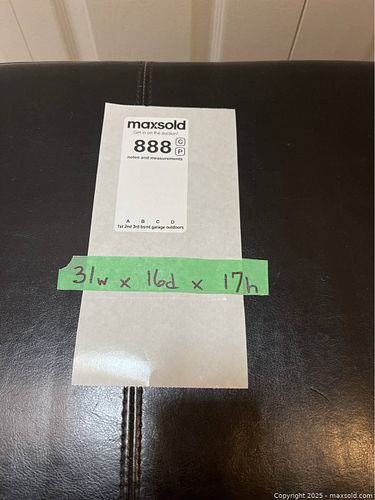 maxsold
Get in on the auction!
888 C
P
notes and measurements
A B C D
1st 2nd 3rd bsmt garage outdoors
31w x 16d x 17h
Copyright 2025 - maxsold.com